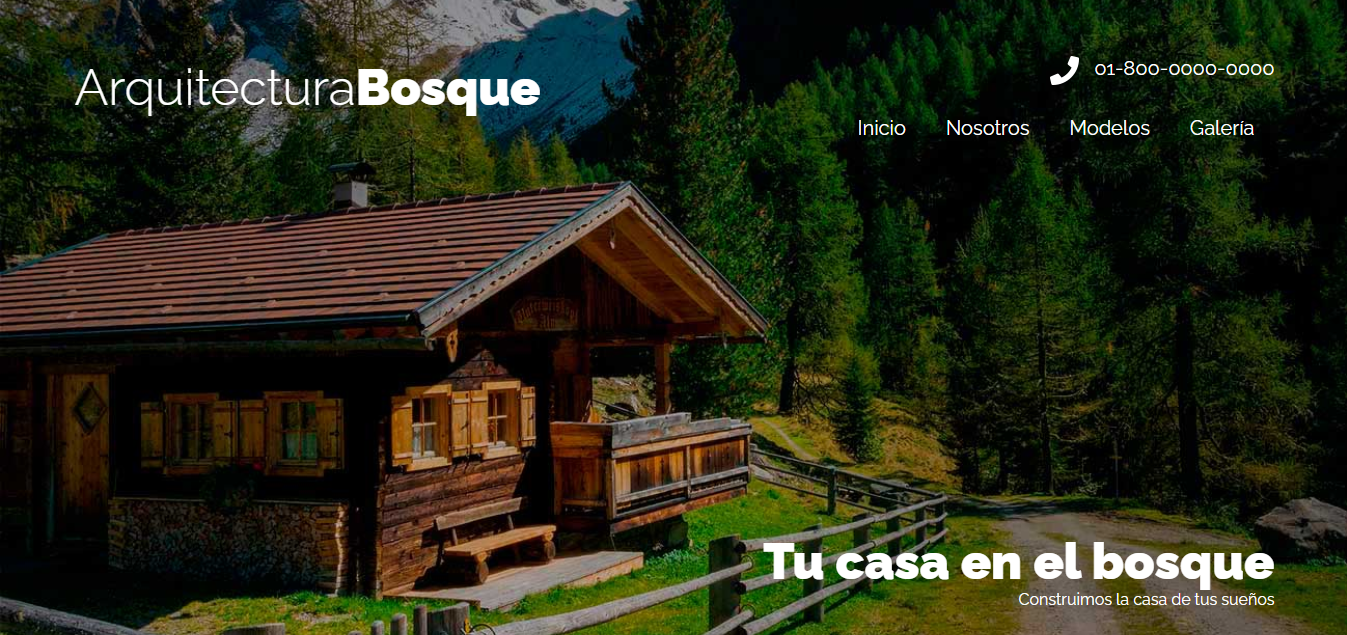 ArquitecturaBosque
01-800-0000-0000
Inicio Nosotros Modelos Galería
Tu casa en el bosque
Construimos la casa de tus sueños